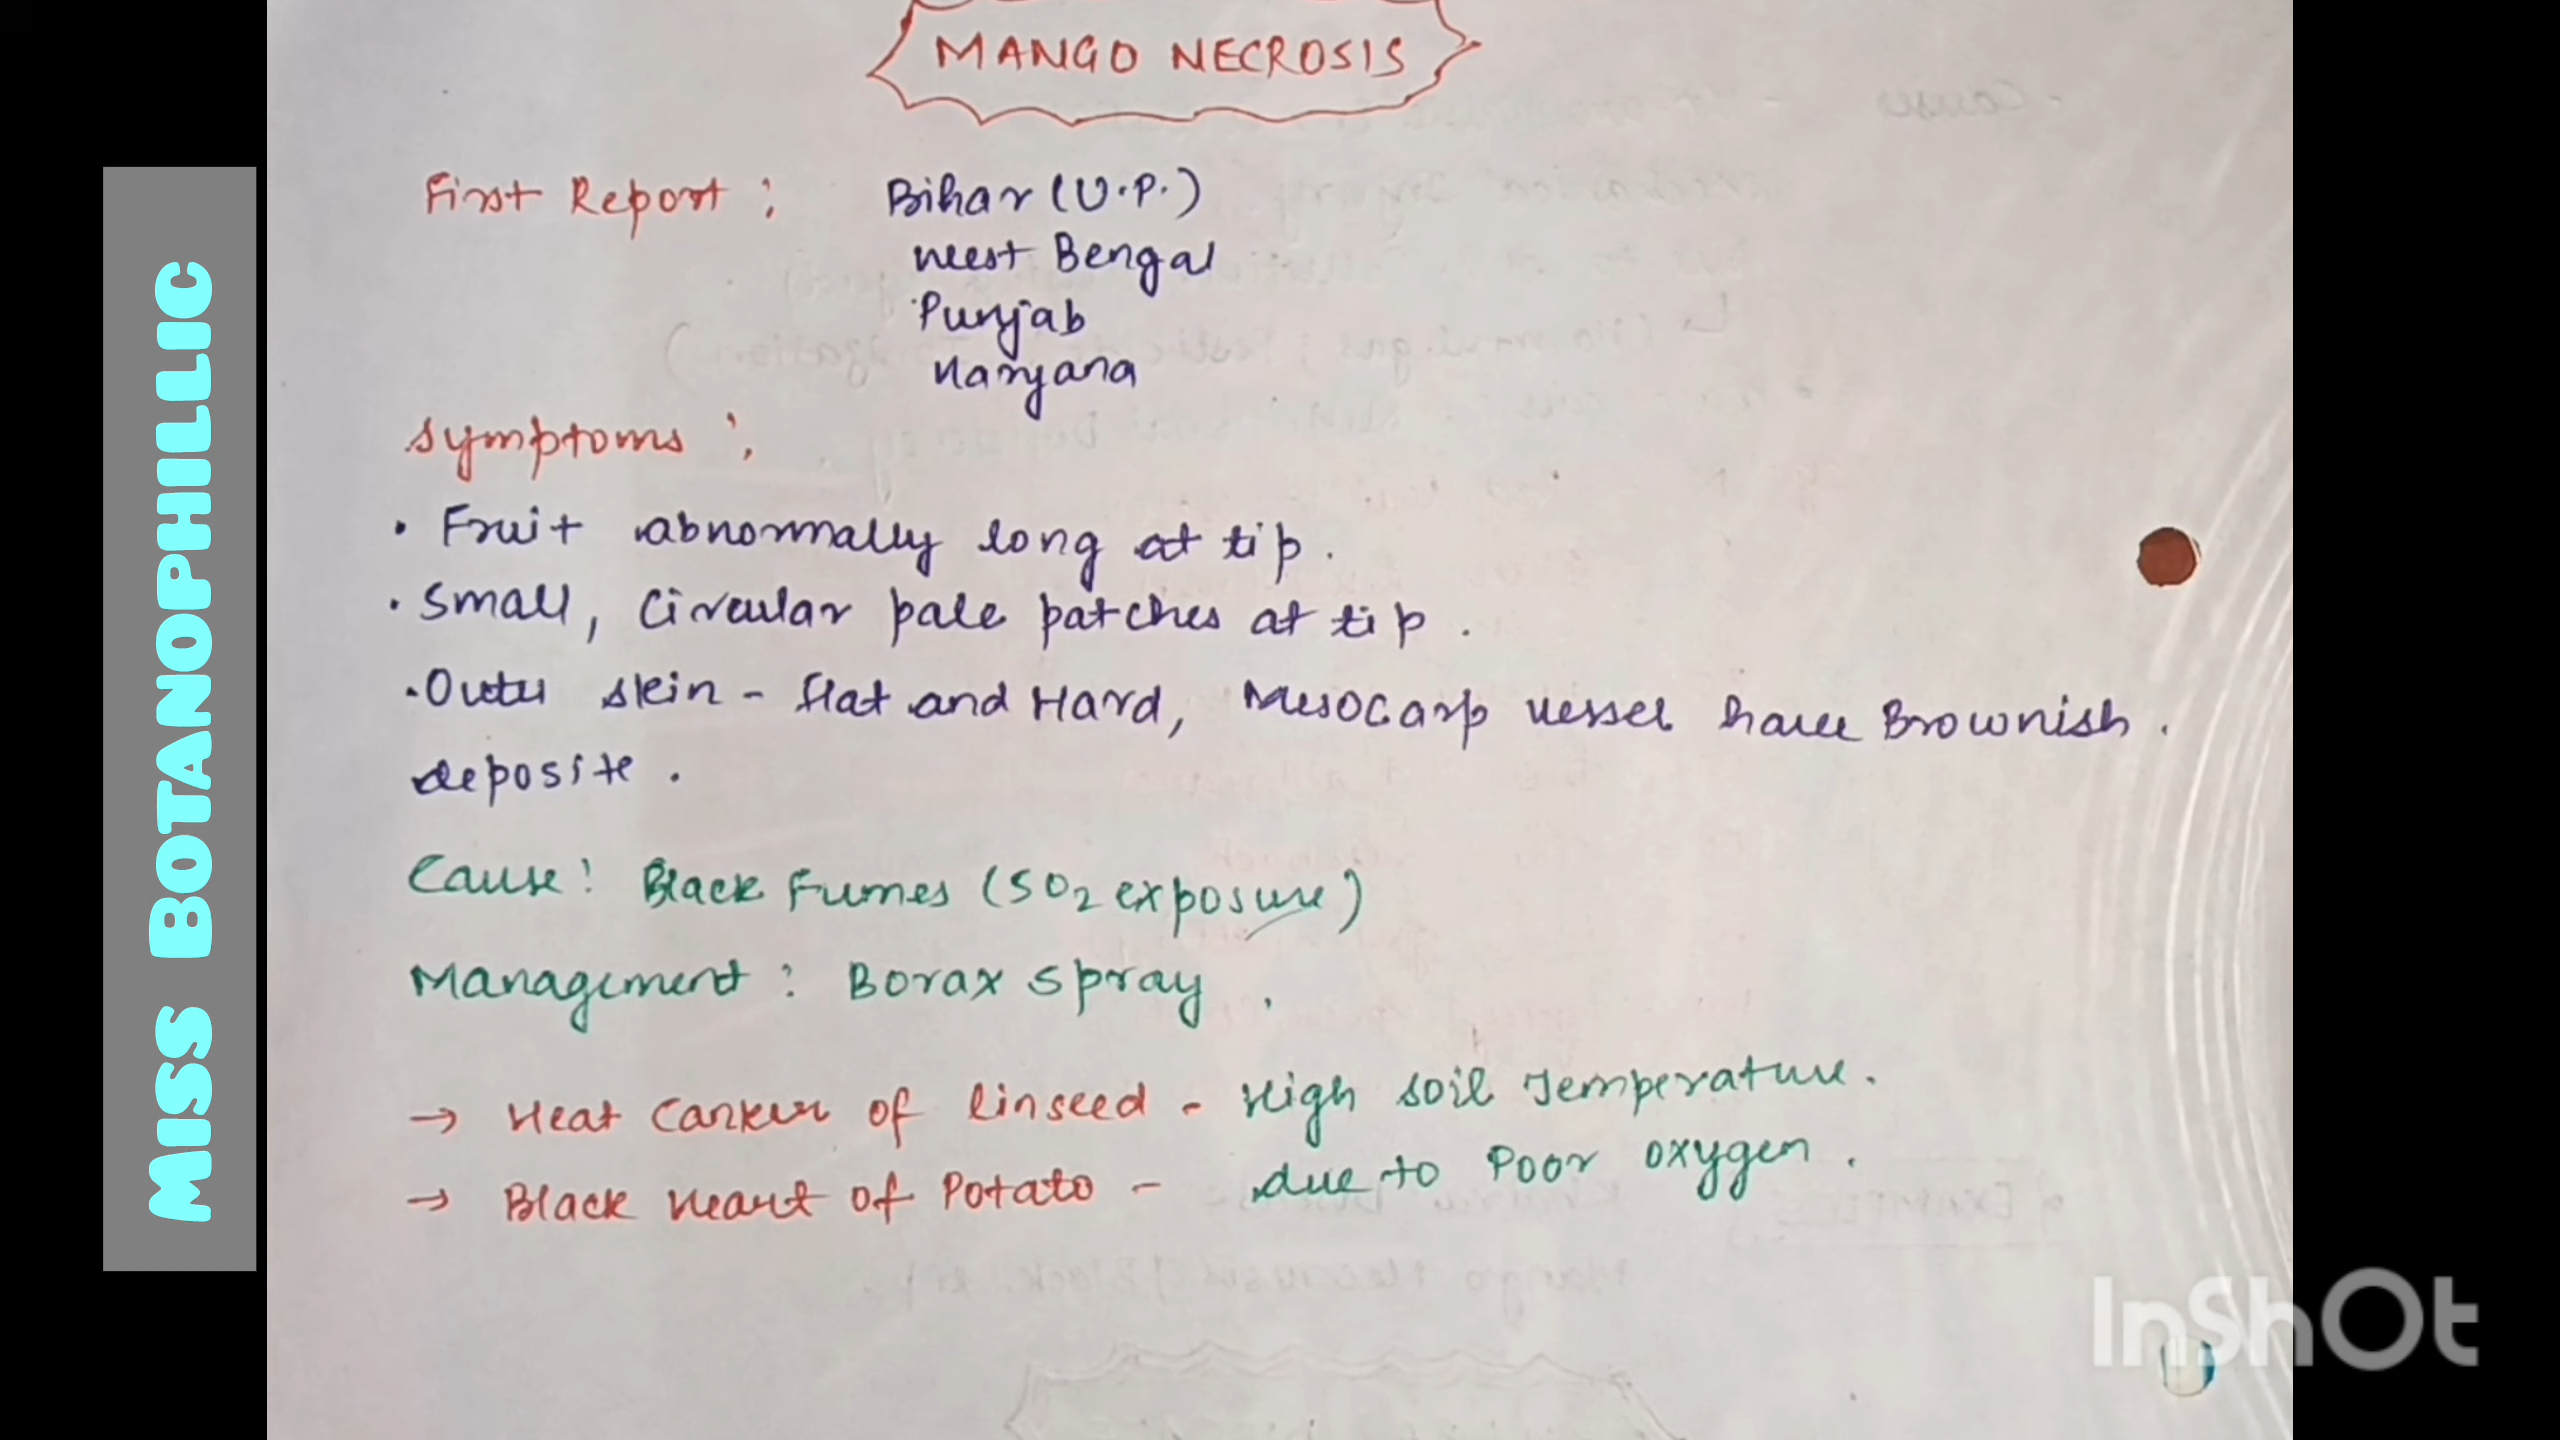 MANGO NECROSIS
First Report : Bihar (U.P.)
West Bengal
Punjab
Haryana
Symptoms :
• Fruit abnormally long at tip.
• Small, Circular pale patches at tip.
• Outer skin - flat and Hard, Mesocarp vessel have Brownish.
deposite.
Cause : Black Fumes (SO2 exposure)
Management : Borax Spray.
→ Heat Canker of linseed - High soil Temperature.
→ Black Heart of Potato - due to Poor oxygen.
MISS BOTANOPHILLIC
InShOt